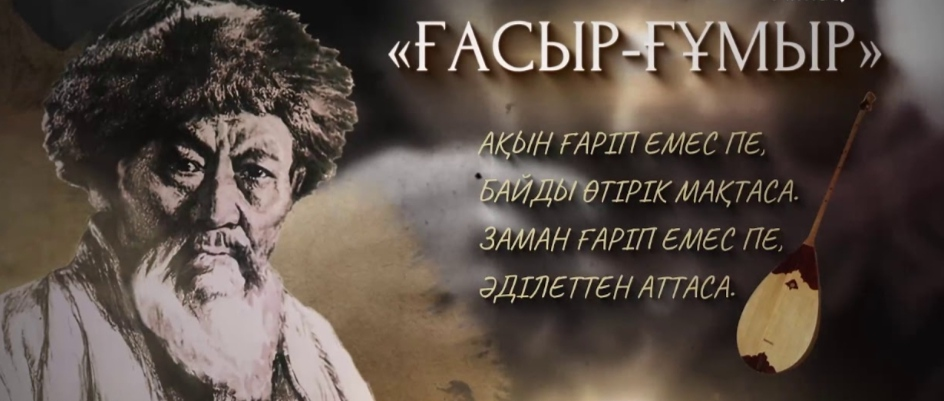 «ҒАСЫР-ҒҰМЫР»
АҚЫН ҒАРІП ЕМЕС ПЕ,
БАЙДЫ ӨТІРІК МАҚТАСА.
ЗАМАН ҒАРІП ЕМЕС ПЕ,
ӘДІЛЕТТЕН АТТАСА.